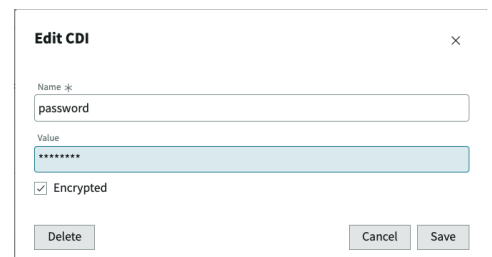 Edit CDI ×
Name *
password
Value
********
Encrypted
Delete Cancel Save